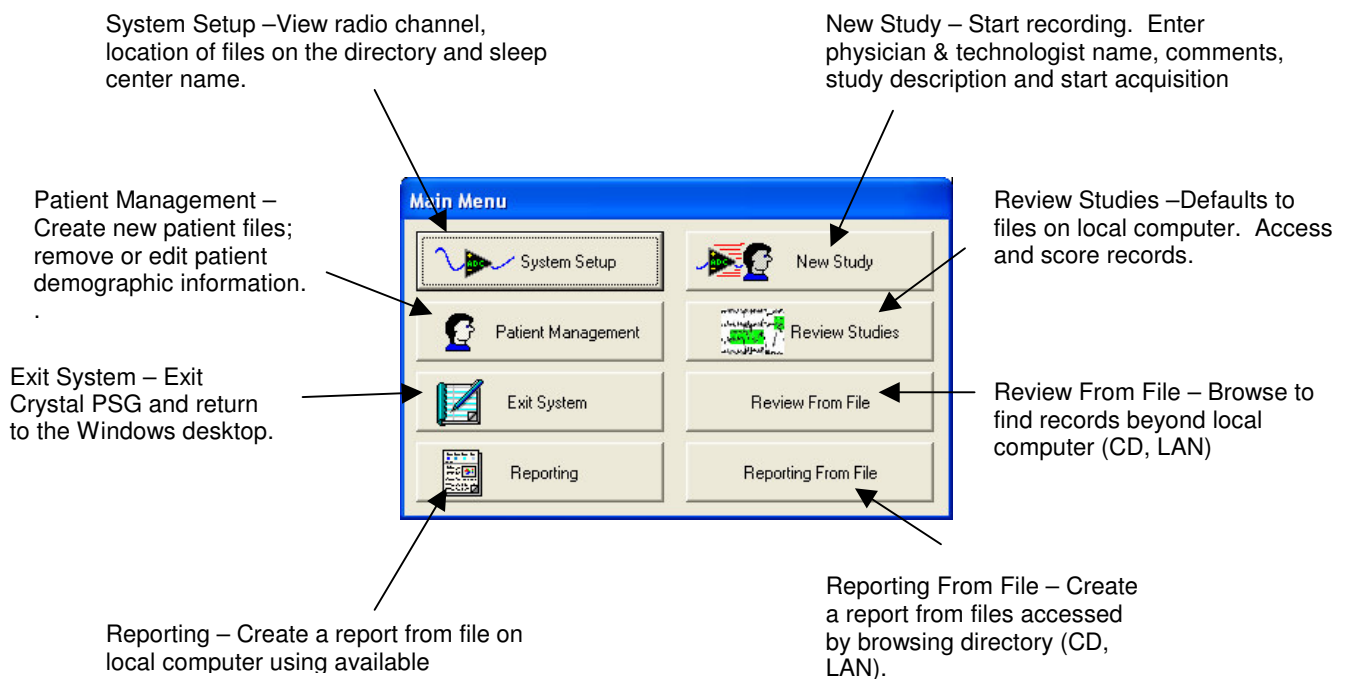 System Setup –View radio channel,
location of files on the directory and sleep
center name.
New Study – Start recording.  Enter
physician & technologist name, comments,
study description and start acquisition
Patient Management –
Create new patient files;
remove or edit patient
demographic information.
.
Exit System – Exit
Crystal PSG and return
to the Windows desktop.
Main Menu
ADC
System Setup
ADC
New Study
Patient Management
Review Studies
Exit System
Review From File
Reporting
Reporting From File
Review Studies –Defaults to
files on local computer.  Access
and score records.
Review From File – Browse to
find records beyond local
computer (CD, LAN)
Reporting – Create a report from file on
local computer using available
Reporting From File – Create
a report from files accessed
by browsing directory (CD,
LAN).